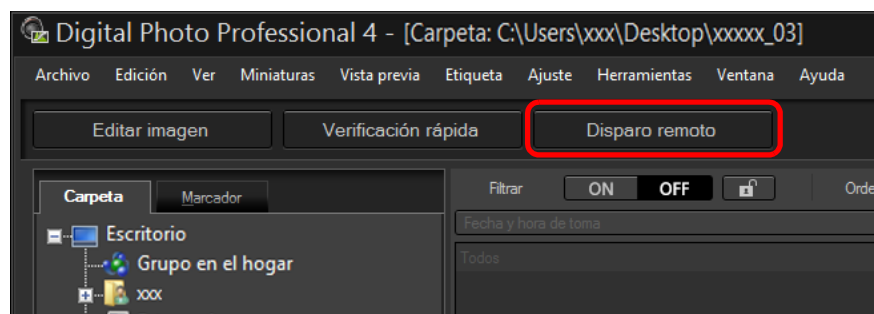 Digital Photo Professional 4 - [Carpeta: C:\Users\xxx\Desktop\xxxxx_03]
Archivo Edición Ver Miniaturas Vista previa Etiqueta Ajuste Herramientas Ventana Ayuda
Editar imagen Verificación rápida Disparo remoto
Carpeta Marcador
Filtrar ON OFF Orde
Fecha y hora de toma
Todos
Escritorio
Grupo en el hogar
xxx